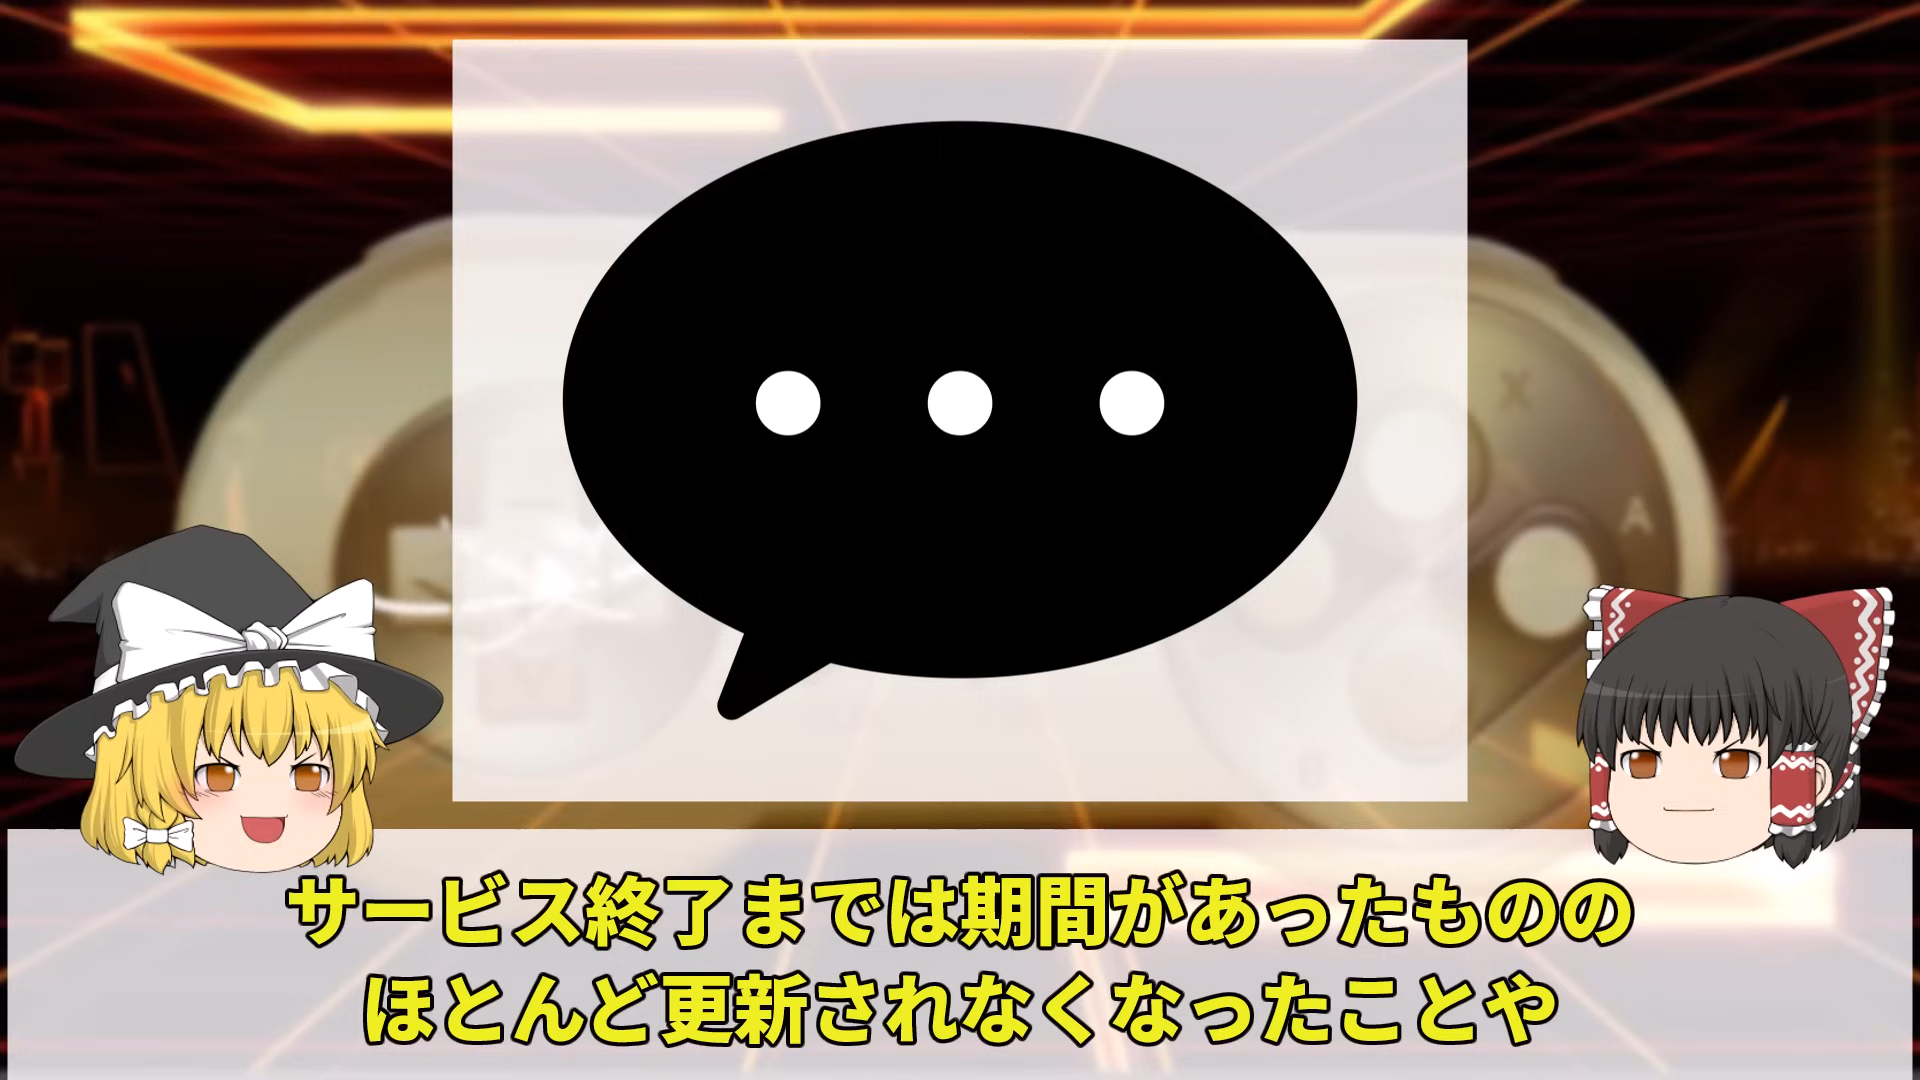 サービス終了までは期間があったものの
ほとんど更新されなくなったことや
X
A